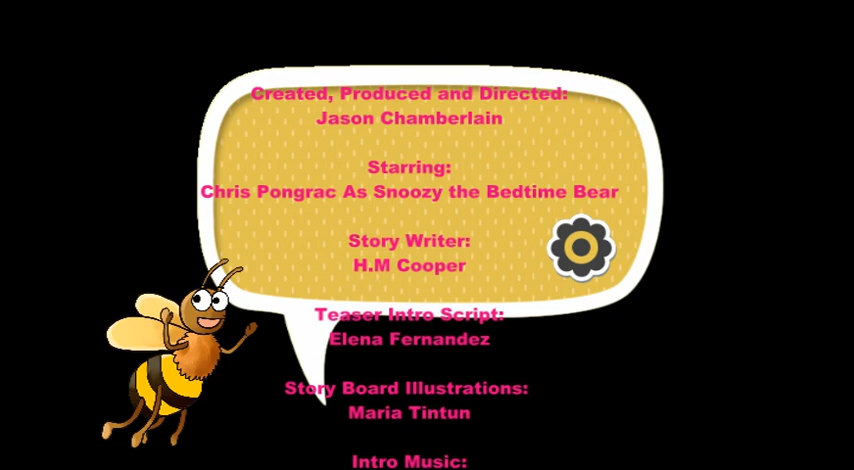 Created, Produced and Directed:
Jason Chamberlain
Starring:
Chris Pongrac As Snoozy the Bedtime Bear
Story Writer:
H.M Cooper
Teaser Intro Script:
Elena Fernandez
Story Board Illustrations:
Maria Tintun
Intro Music: